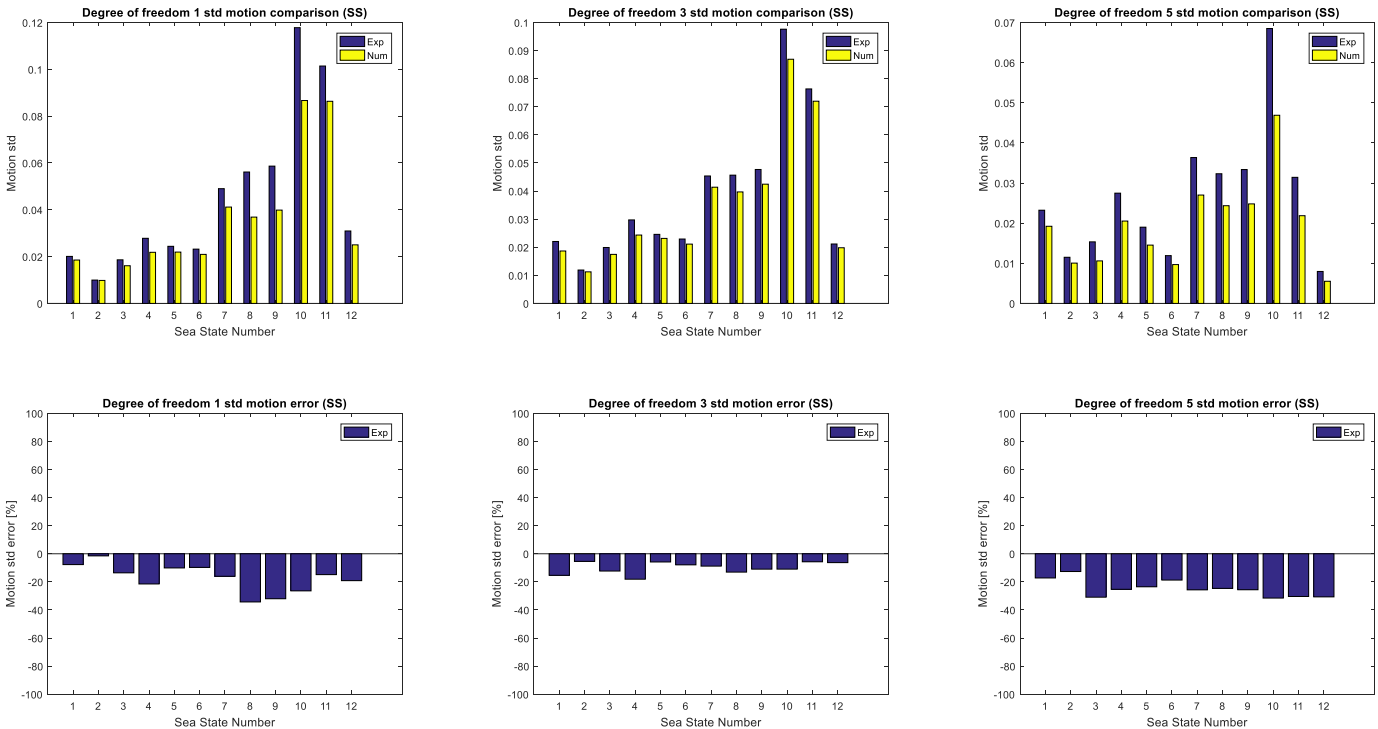 Degree of freedom 1 std motion comparison (SS)
Motion std
0.12
0.1
0.08
0.06
0.04
0.02
0
Exp
Num
1 2 3 4 5 6 7 8 9 10 11 12
Sea State Number
Degree of freedom 3 std motion comparison (SS)
Motion std
0.1
0.09
0.08
0.07
0.06
0.05
0.04
0.03
0.02
0.01
0
Exp
Num
1 2 3 4 5 6 7 8 9 10 11 12
Sea State Number
Degree of freedom 5 std motion comparison (SS)
Motion std
0.07
0.06
0.05
0.04
0.03
0.02
0.01
0
Exp
Num
1 2 3 4 5 6 7 8 9 10 11 12
Sea State Number
Degree of freedom 1 std motion error (SS)
Motion std error [%]
100
80
60
40
20
0
-20
-40
-60
-80
-100
Exp
1 2 3 4 5 6 7 8 9 10 11 12
Sea State Number
Degree of freedom 3 std motion error (SS)
Motion std error [%]
100
80
60
40
20
0
-20
-40
-60
-80
-100
Exp
1 2 3 4 5 6 7 8 9 10 11 12
Sea State Number
Degree of freedom 5 std motion error (SS)
Motion std error [%]
100
80
60
40
20
0
-20
-40
-60
-80
-100
Exp
1 2 3 4 5 6 7 8 9 10 11 12
Sea State Number